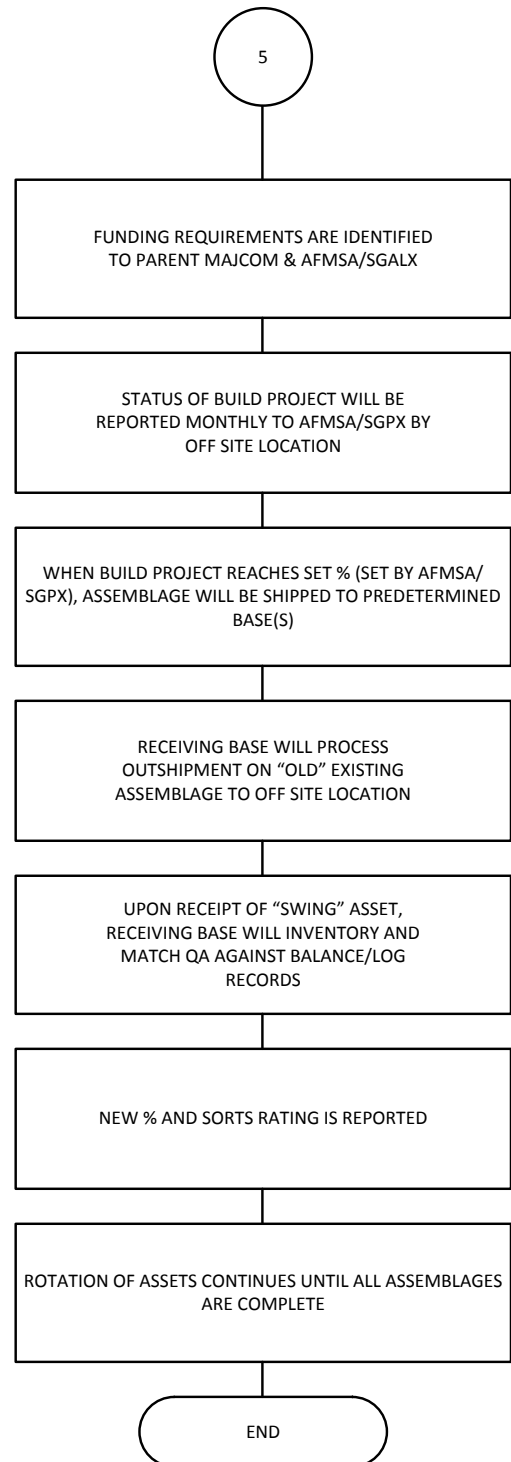 5
FUNDING REQUIREMENTS ARE IDENTIFIED
TO PARENT MAJCOM & AFMSA/SGALX
STATUS OF BUILD PROJECT WILL BE
REPORTED MONTHLY TO AFMSA/SGPX BY
OFF SITE LOCATION
WHEN BUILD PROJECT REACHES SET % (SET BY AFMSA/
SGPX), ASSEMBLAGE WILL BE SHIPPED TO PREDETERMINED
BASE(S)
RECEIVING BASE WILL PROCESS
OUTSHIPMENT ON “OLD” EXISTING
ASSEMBLAGE TO OFF SITE LOCATION
UPON RECEIPT OF “SWING” ASSET,
RECEIVING BASE WILL INVENTORY AND
MATCH QA AGAINST BALANCE/LOG
RECORDS
NEW % AND SORTS RATING IS REPORTED
ROTATION OF ASSETS CONTINUES UNTIL ALL ASSEMBLAGES
ARE COMPLETE
END